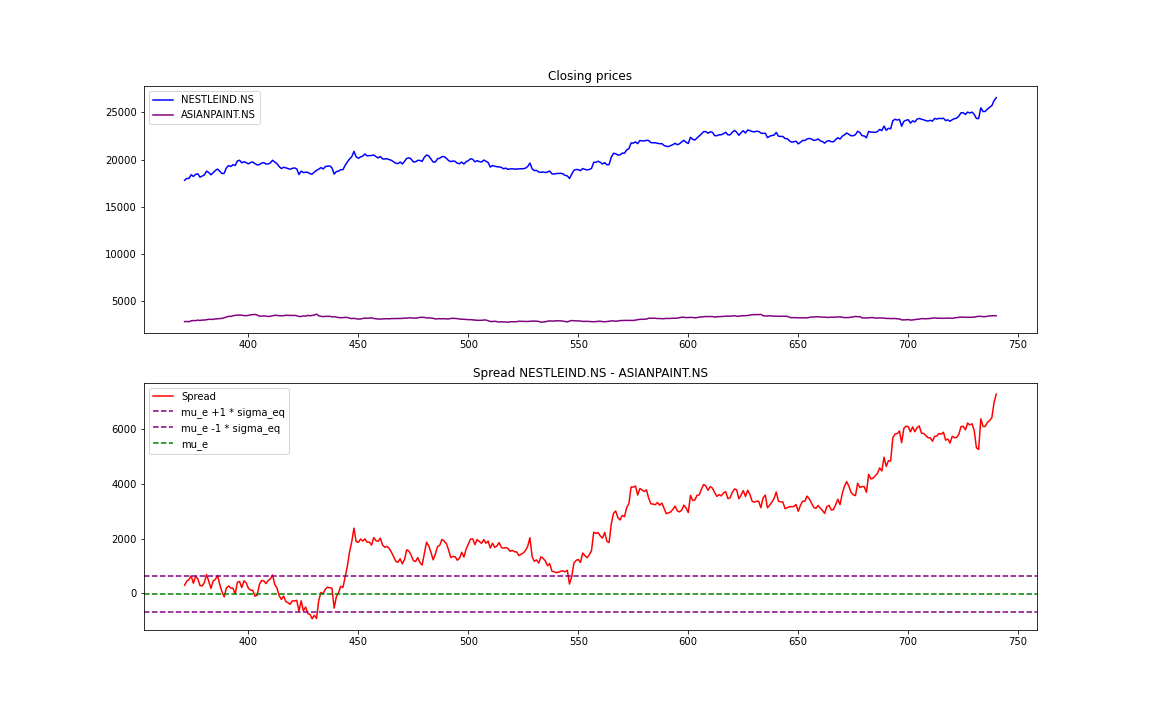 Closing prices
NESTLEIND.NS
ASIANPAINT.NS
25000
20000
15000
10000
5000
400 450 500 550 600 650 700 750
Spread NESTLEIND.NS - ASIANPAINT.NS
Spread
mu_e +1 * sigma_eq
mu_e -1 * sigma_eq
mu_e
6000
4000
2000
0
400 450 500 550 600 650 700 750